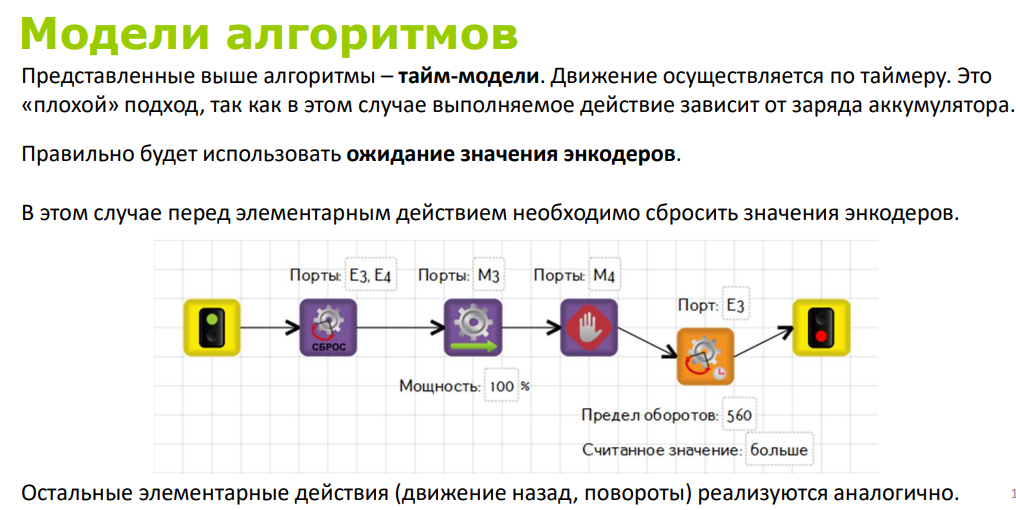 Модели алгоритмов
Представленные выше алгоритмы – тайм-модели. Движение осуществляется по таймеру. Это
«плохой» подход, так как в этом случае выполняемое действие зависит от заряда аккумулятора.
Правильно будет использовать ожидание значения энкодеров.
В этом случае перед элементарным действием необходимо сбросить значения энкодеров.
Порты: E3, E4 Порты: M3 Порты: M4
Порт: E3
СБРОС
Мощность: 100 %
Предел оборотов: 560
Считанное значение: больше
Остальные элементарные действия (движение назад, повороты) реализуются аналогично.
1